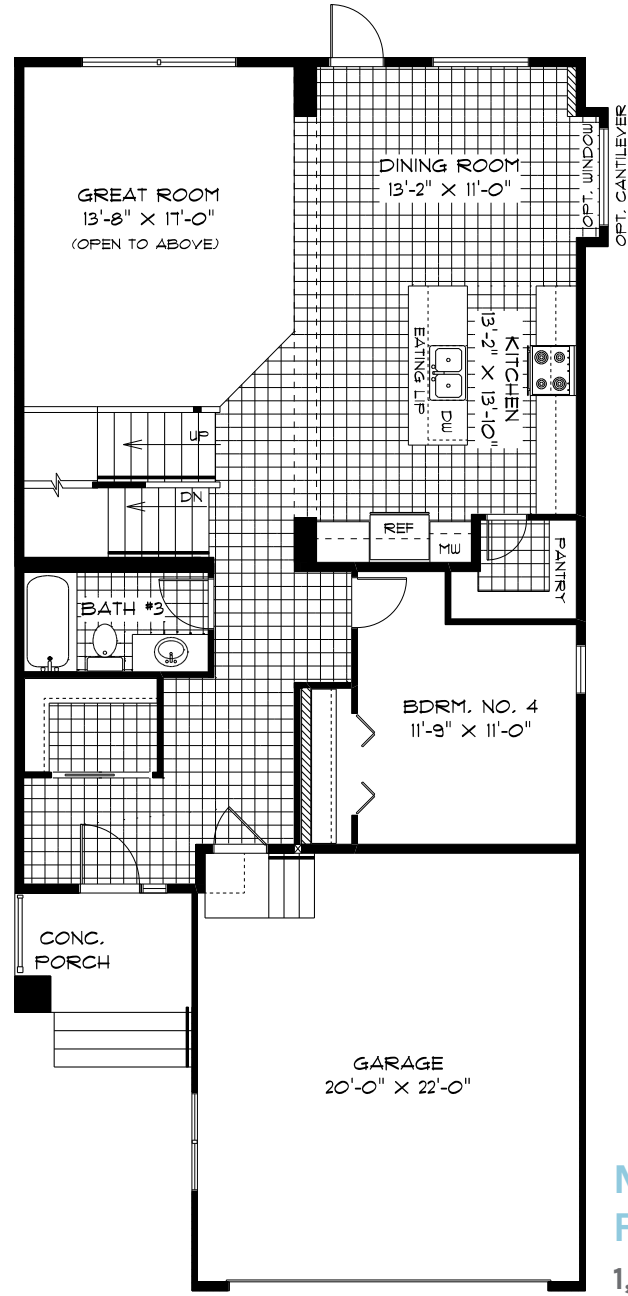 GREAT ROOM
13'-8" X 17'-0"
(OPEN TO ABOVE)
DINING ROOM
13'-2" X 11'-0"
OPT. WINDOW
OPT. CANTILEVER
KITCHEN
13'-2" X 13'-10"
EATING LIP
DW
UP
DN
REF
MW
PANTRY
BATH #3
BDRM. NO. 4
11'-9" X 11'-0"
CONC.
PORCH
GARAGE
20'-0" X 22'-0"